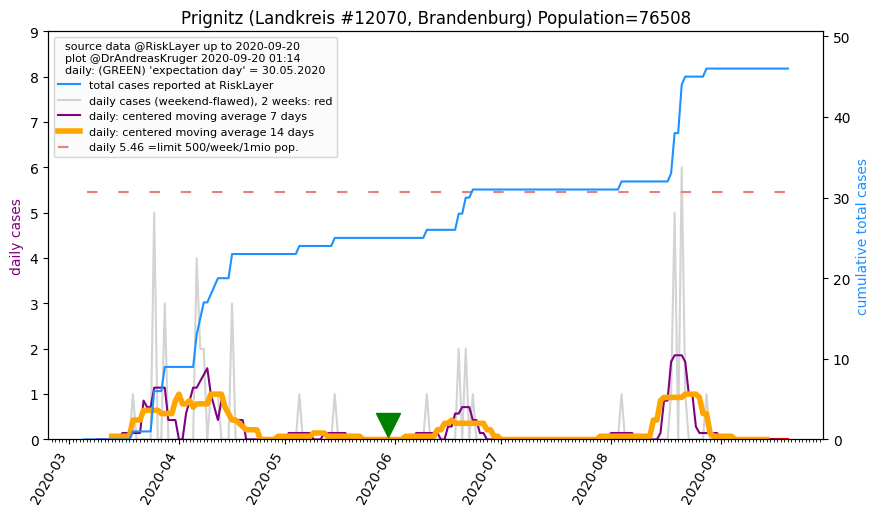 Prignitz (Landkreis #12070, Brandenburg) Population=76508
source data @RiskLayer up to 2020-09-20
plot @DrAndreasKruger 2020-09-20 01:14
daily: (GREEN) 'expectation day' = 30.05.2020
total cases reported at RiskLayer
daily cases (weekend-flawed), 2 weeks: red
daily: centered moving average 7 days
daily: centered moving average 14 days
daily 5.46 =limit 500/week/1mio pop.
daily cases
9
8
7
6
5
4
3
2
1
0
50
40
30
20
10
0
cumulative total cases
2020-03
2020-04
2020-05
2020-06
2020-07
2020-08
2020-09